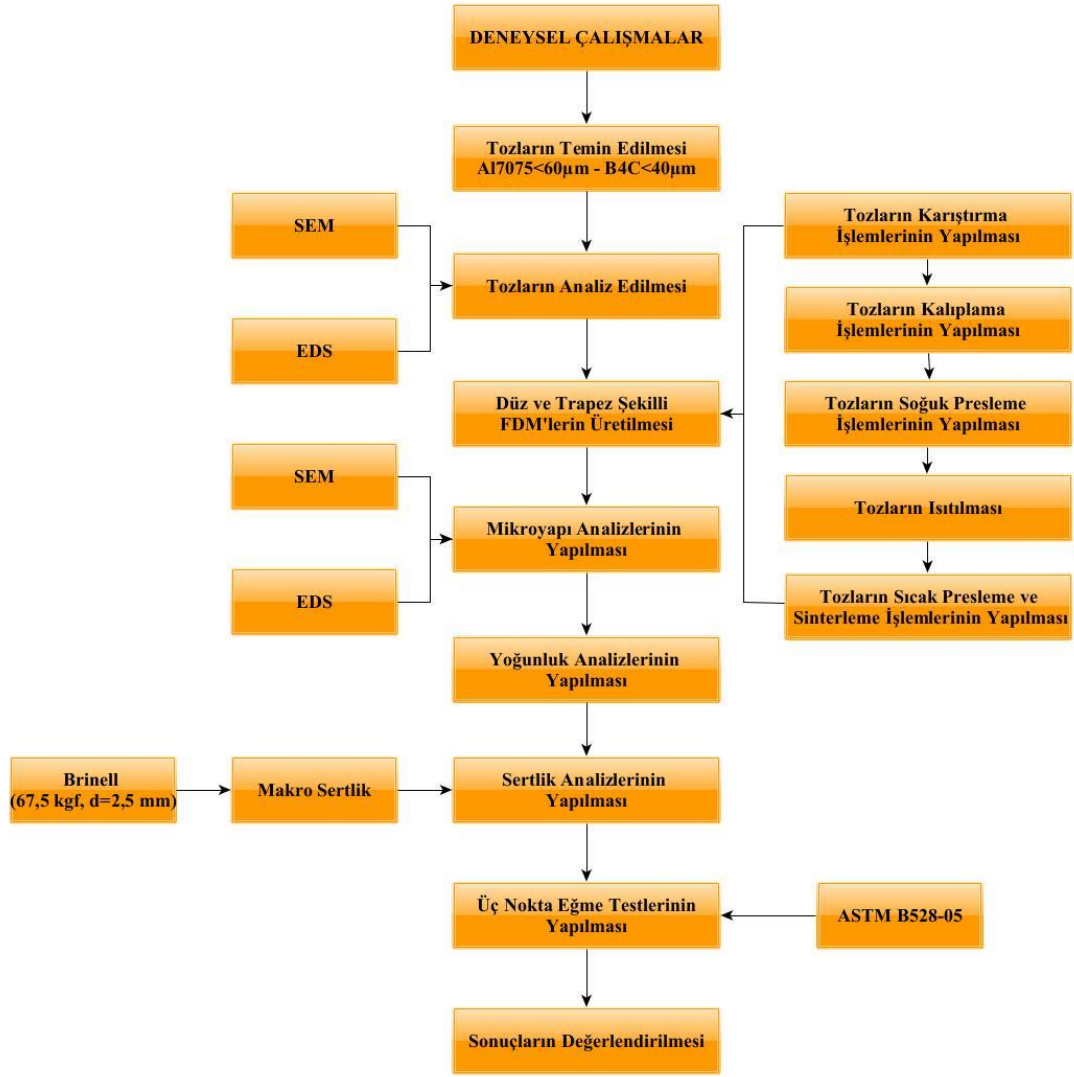 DENEYSEL ÇALIŞMALAR
Tozların Temin Edilmesi
Al7075<60µm - B4C<40µm
SEM
EDS
Tozların Analiz Edilmesi
Tozların Karıştırma
İşlemlerinin Yapılması
Tozların Kalıplama
İşlemlerinin Yapılması
Tozların Soğuk Presleme
İşlemlerinin Yapılması
Tozların Isıtılması
Tozların Sıcak Presleme ve
Sinterleme İşlemlerinin Yapılması
Düz ve Trapez Şekilli
FDM'lerin Üretilmesi
SEM
EDS
Mikroyapı Analizlerinin
Yapılması
Yoğunluk Analizlerinin
Yapılması
Brinell
(67,5 kgf, d=2,5 mm)
Makro Sertlik
Sertlik Analizlerinin
Yapılması
Üç Nokta Eğme Testlerinin
Yapılması
ASTM B528-05
Sonuçların Değerlendirilmesi